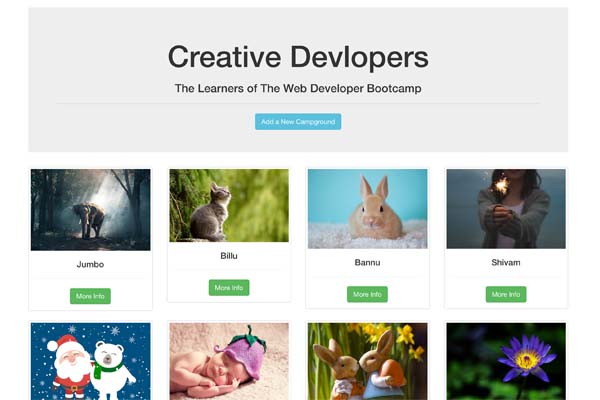 Creative Devlopers
The Learners of The Web Developer Bootcamp
Add a New Campground
Jumbo
Billu
Bannu
Shivam
More Info
More Info
More Info
More Info